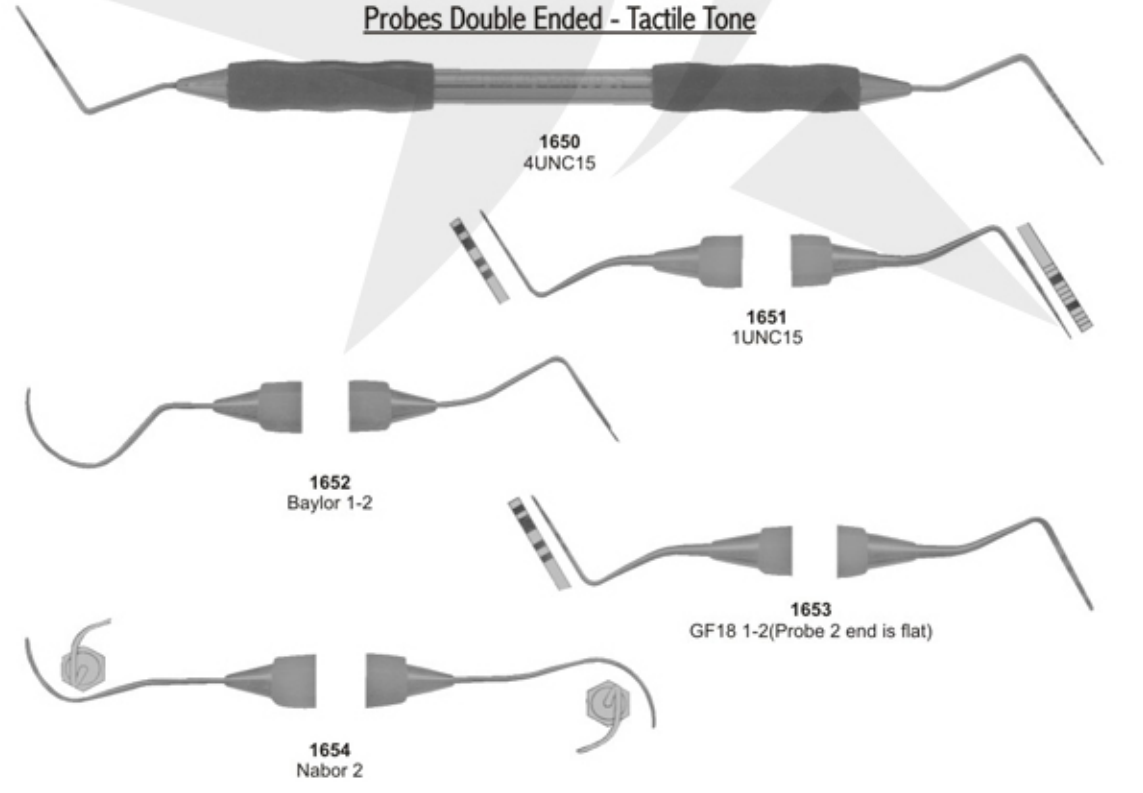 Probes Double Ended - Tactile Tone
1650
4UNC15
1651
1UNC15
1652
Baylor 1-2
1653
GF18 1-2(Probe 2 end is flat)
1654
Nabor 2